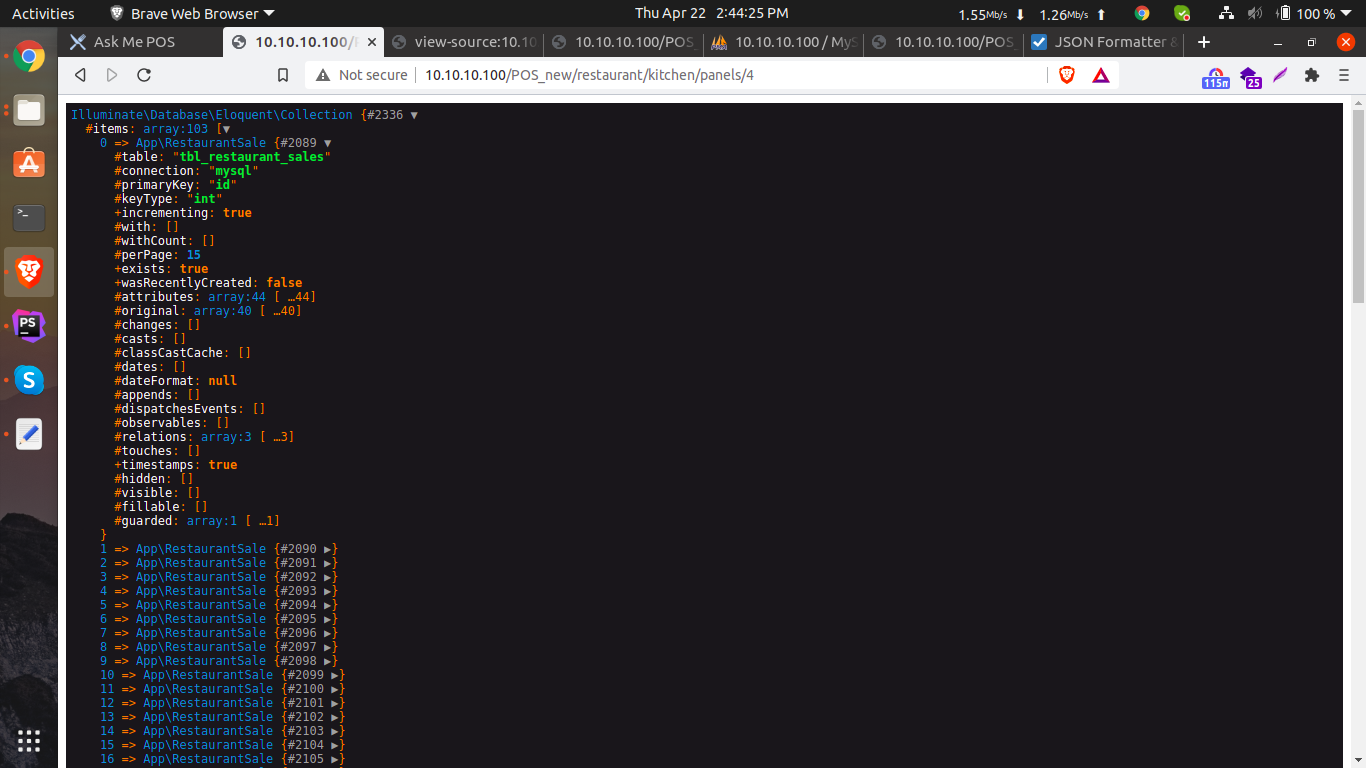 Activities Brave Web Browser Thu Apr 22 2:44:25 PM 1.55Mb/s 1.26Mb/s 100 %
Ask Me POS 10.10.10.100/ view-source:10.10 10.10.10.100/POS_ 10.10.10.100 / MyS 10.10.10.100/POS_ JSON Formatter &
Not secure 10.10.10.100/POS_new/restaurant/kitchen/panels/4 115п 25
Illuminate\Database\Eloquent\Collection {#2336 ▼
#items: array:103 [▼
0 => App\RestaurantSale {#2089 ▼
#table: "tbl_restaurant_sales"
#connection: "mysql"
#primaryKey: "id"
#keyType: "int"
+incrementing: true
#with: []
#withCount: []
#perPage: 15
+exists: true
+wasRecentlyCreated: false
#attributes: array:44 [ …44]
#original: array:40 [ …40]
#changes: []
#casts: []
#classCastCache: []
#dates: []
#dateFormat: null
#appends: []
#dispatchesEvents: []
#observables: []
#relations: array:3 [ …3]
#touches: []
+timestamps: true
#hidden: []
#visible: []
#fillable: []
#guarded: array:1 [ …1]
}
1 => App\RestaurantSale {#2090 ▶}
2 => App\RestaurantSale {#2091 ▶}
3 => App\RestaurantSale {#2092 ▶}
4 => App\RestaurantSale {#2093 ▶}
5 => App\RestaurantSale {#2094 ▶}
6 => App\RestaurantSale {#2095 ▶}
7 => App\RestaurantSale {#2096 ▶}
8 => App\RestaurantSale {#2097 ▶}
9 => App\RestaurantSale {#2098 ▶}
10 => App\RestaurantSale {#2099 ▶}
11 => App\RestaurantSale {#2100 ▶}
12 => App\RestaurantSale {#2101 ▶}
13 => App\RestaurantSale {#2102 ▶}
14 => App\RestaurantSale {#2103 ▶}
15 => App\RestaurantSale {#2104 ▶}
16 => App\RestaurantSale {#2105 ▶}
PS
S